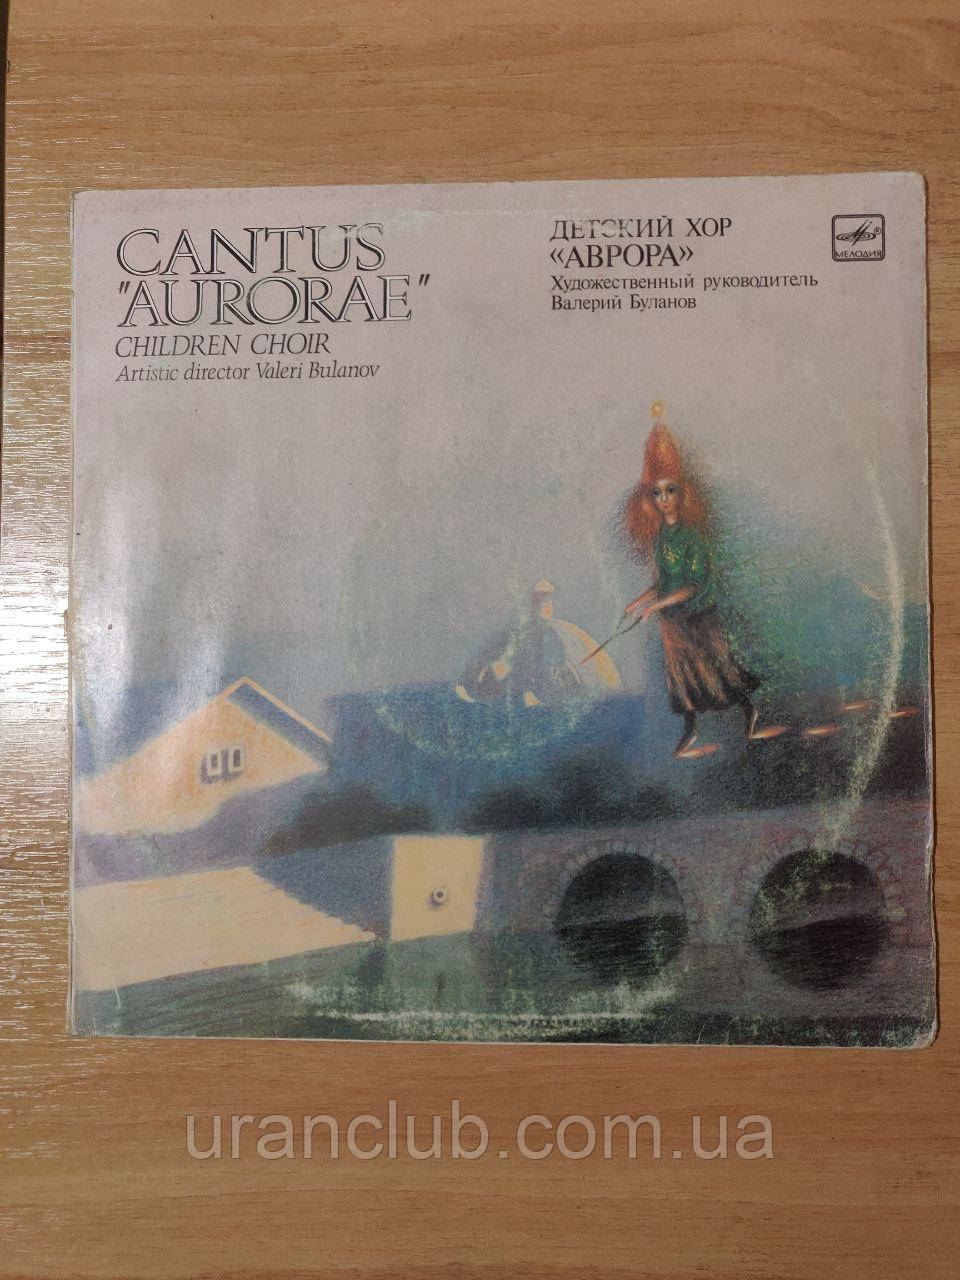 CANTUS
"AURORAE"
CHILDREN CHOIR
Artistic director Valeri Bulanov
ДЕТСКИЙ ХОР
«АВРОРА»
Художественный руководитель
Валерий Буланов
МЕЛОДИЯ
uranclub.com.ua